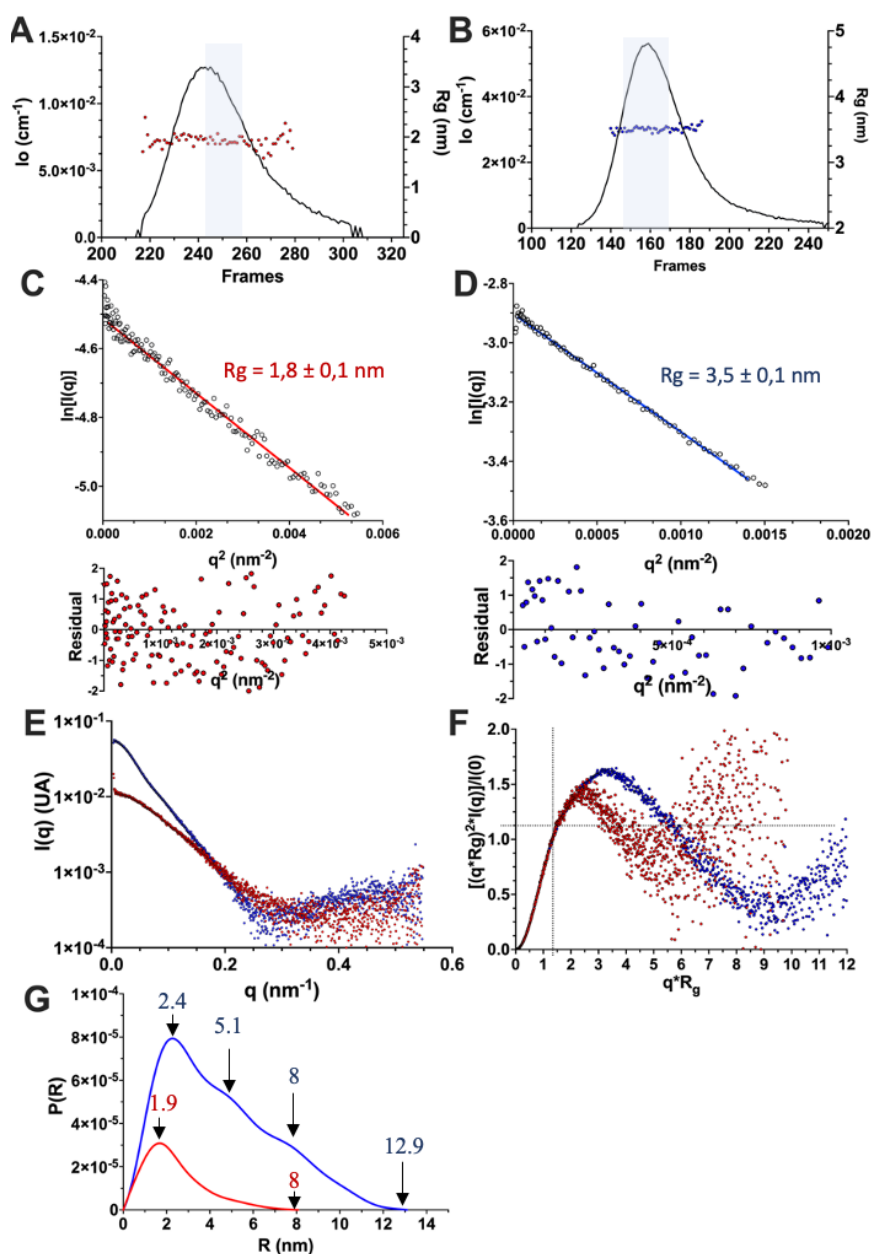 A
B
1.5×10⁻²
1.0×10⁻²
7.5×10⁻³
0.0
Io (cm⁻¹)
4
3
2
1
0
Rg (nm)
200 220 240 260 280 300 320
Frames
6×10⁻²
4×10⁻²
2×10⁻²
0
Io (cm⁻¹)
5
4
3
2
Rg (nm)
100 120 140 160 180 200 220 240
Frames
C
D
-4.4
-4.6
-4.8
-5.0
ln[I(q)]
Rg = 1,8 ± 0,1 nm
0.000 0.002 0.004 0.006
q² (nm⁻²)
-2.8
-3.0
-3.2
-3.4
-3.6
ln[I(q)]
Rg = 3,5 ± 0,1 nm
0.0000 0.0005 0.0010 0.0015 0.0020
q² (nm⁻²)
2
1
0
-1
-2
Residual
1×10⁻³ 2×10⁻³ 3×10⁻³ 4×10⁻³ 5×10⁻³
q² (nm⁻²)
2
1
0
-1
-2
Residual
5×10⁻⁴ 1×10⁻³
q² (nm⁻²)
E
F
1×10⁻¹
1×10⁻²
1×10⁻³
1×10⁻⁴
I(q) (UA)
0.0 0.2 0.4 0.6
q (nm⁻¹)
2.0
1.5
1.0
0.5
0.0
[(q*Rg)²*I(q)]/I(0)
0 1 2 3 4 5 6 7 8 9 10 11 12
q*Rg
G
1×10⁻⁴
8×10⁻⁵
6×10⁻⁵
4×10⁻⁵
2×10⁻⁵
0
P(R)
2.4
5.1
8
12.9
1.9
8
0 2 4 6 8 10 12 14
R (nm)